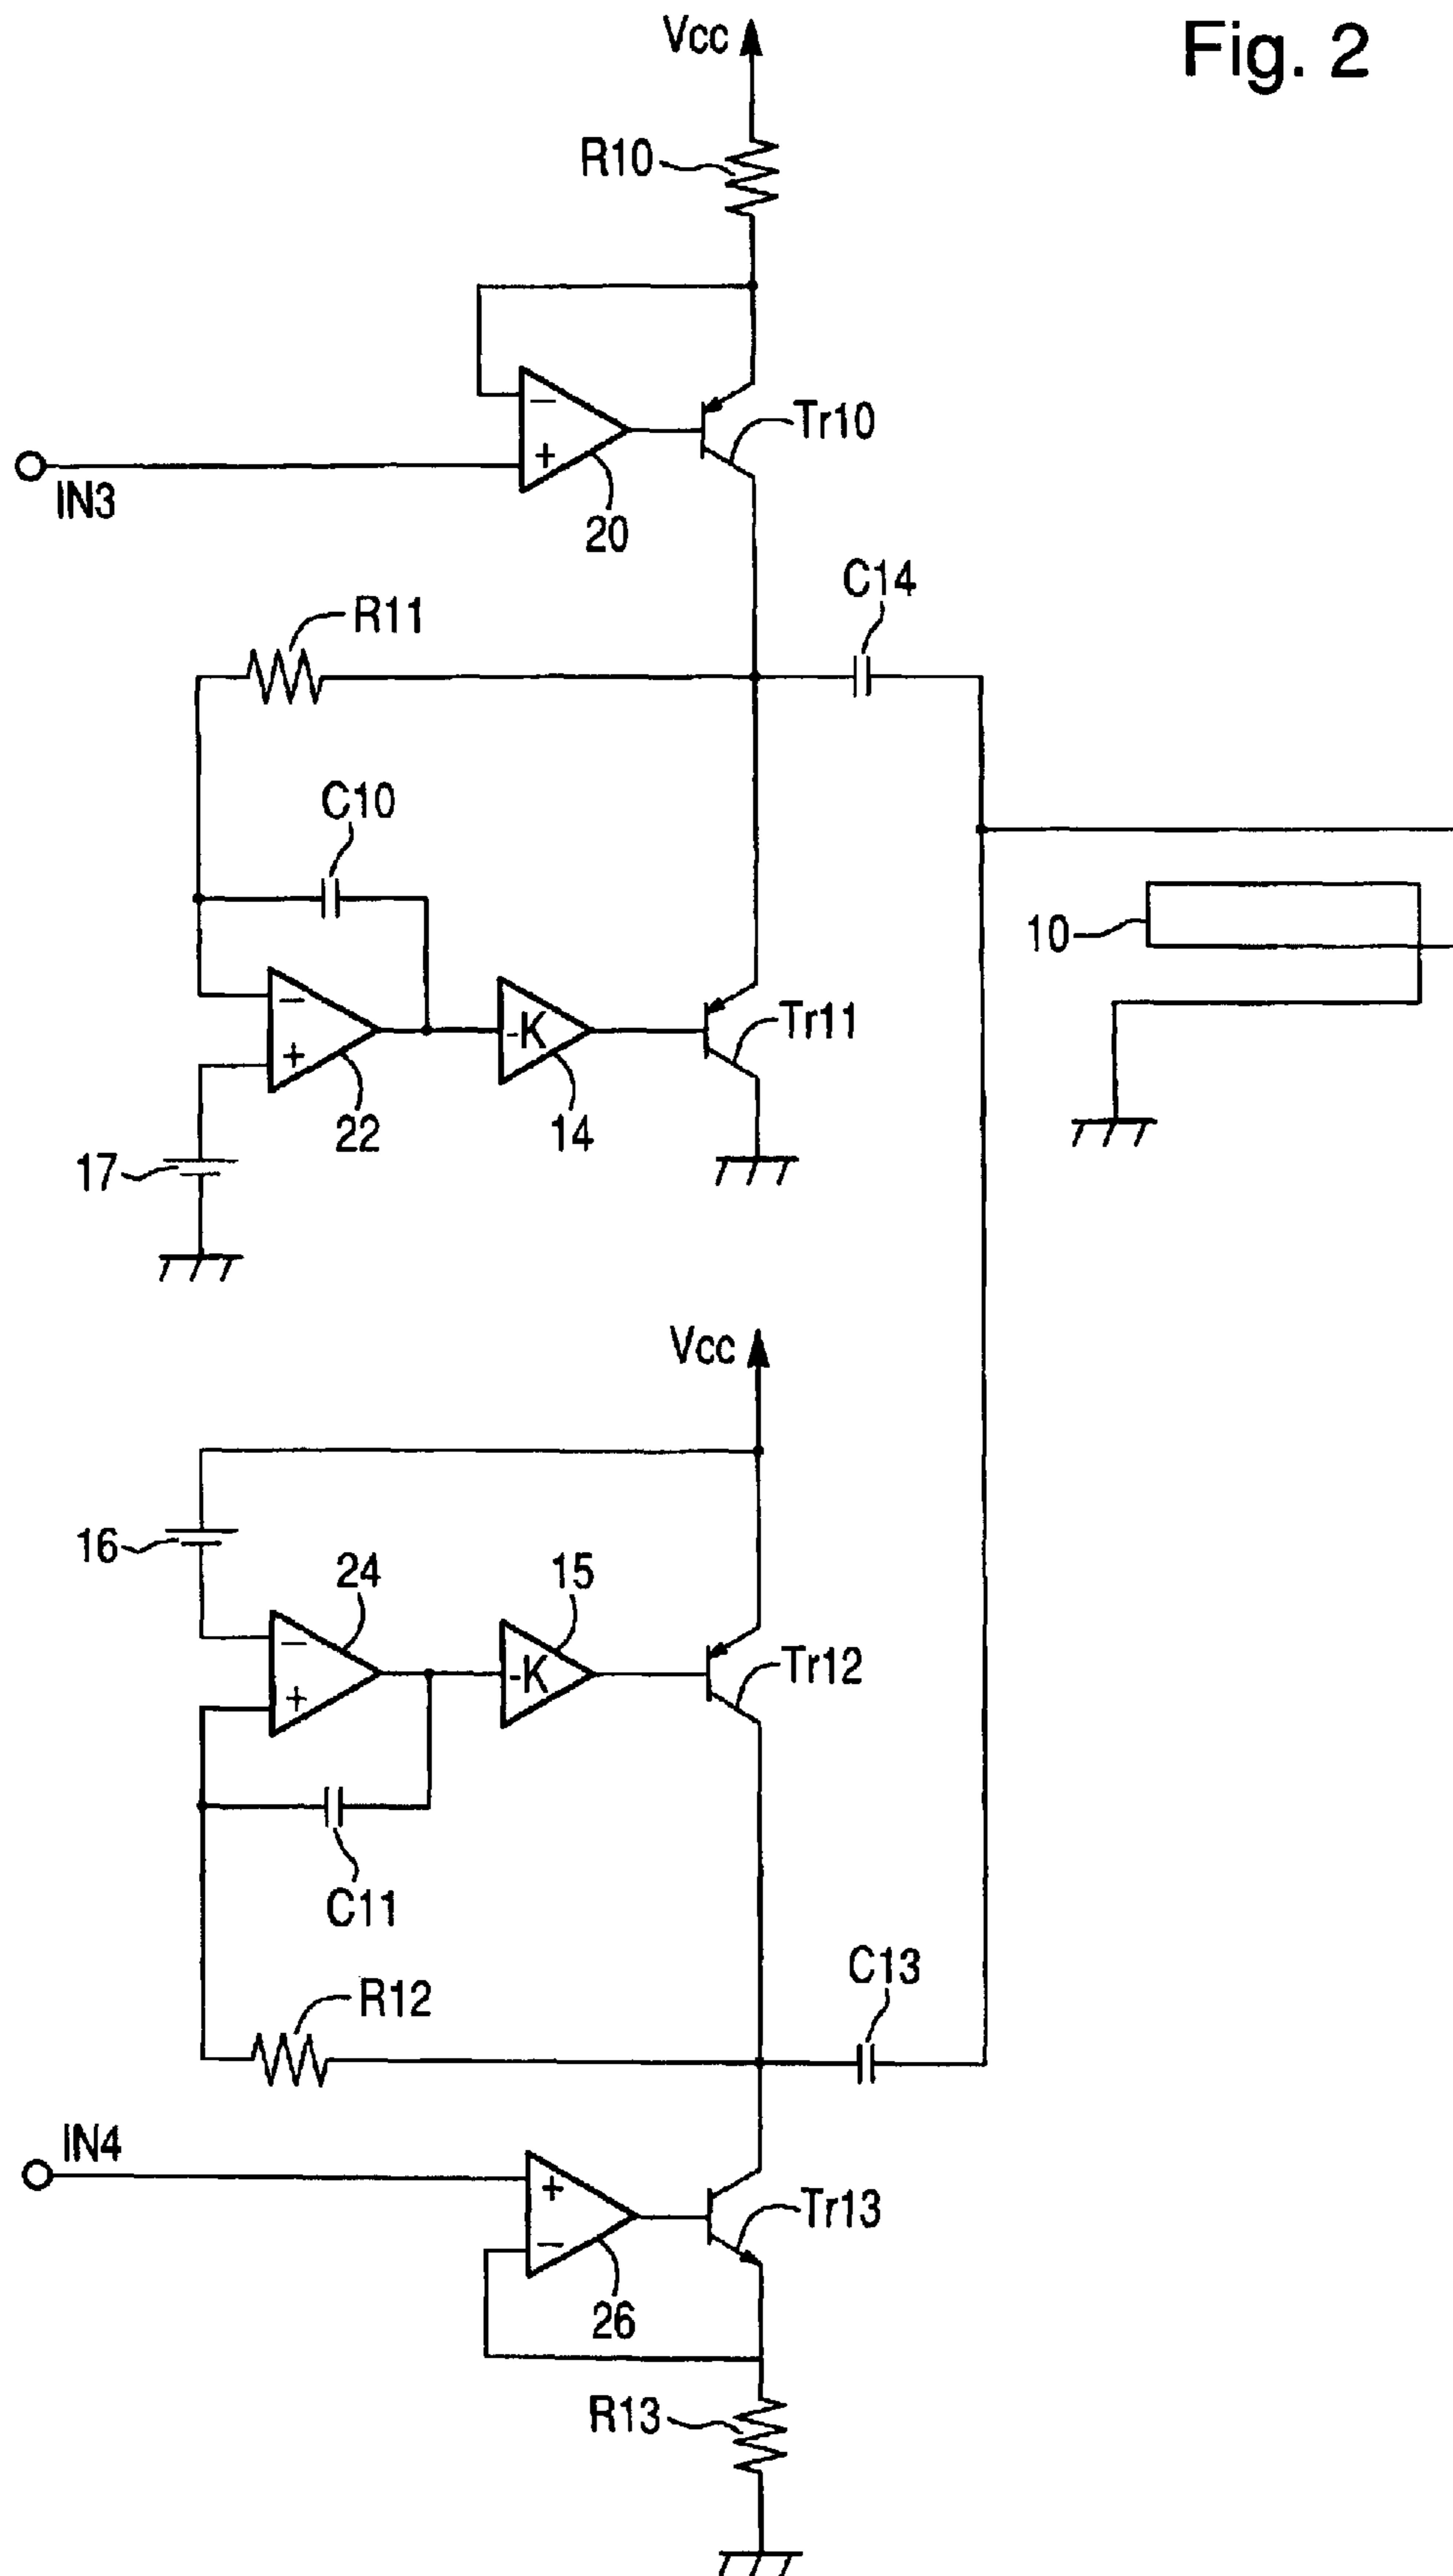 Fig. 2
Vcc
R10
Tr10
20
IN3
C14
R11
C10
10
-K
Tr11
22
14
17
Vcc
16
24
15
-K
Tr12
C11
C13
R12
IN4
Tr13
26
R13